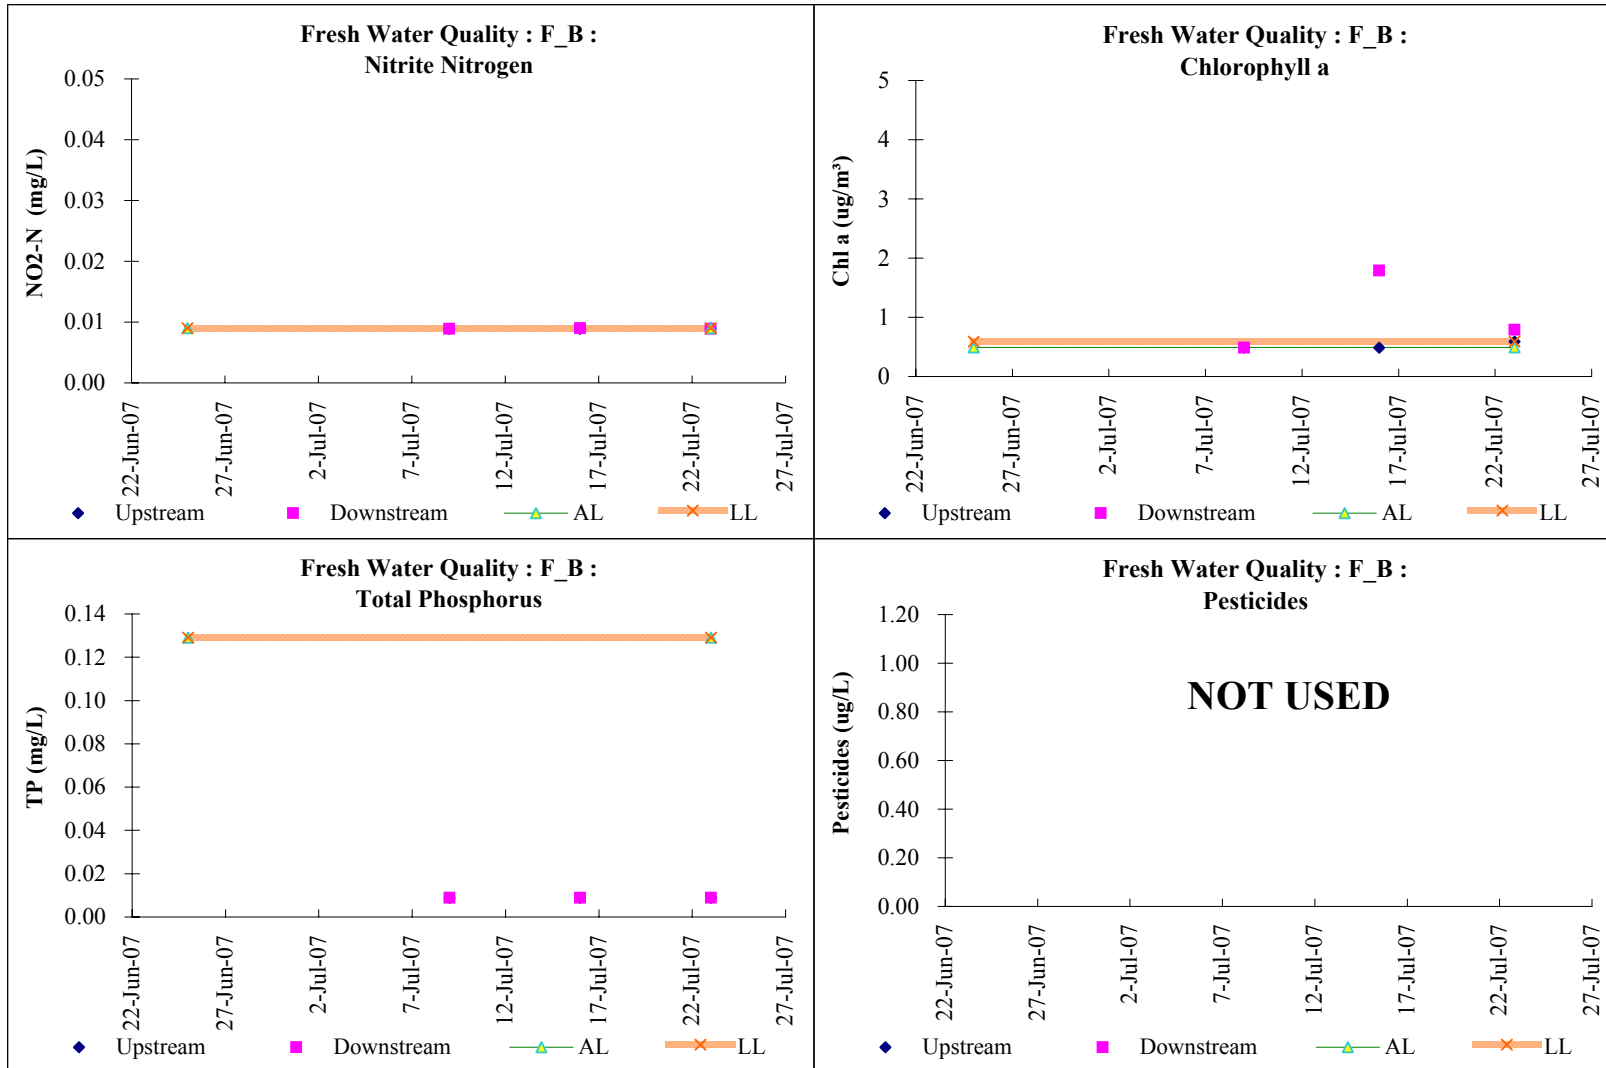 Fresh Water Quality : F_B :
Nitrite Nitrogen
NO2-N (mg/L)
0.05
0.04
0.03
0.02
0.01
0.00
22-Jun-07
27-Jun-07
2-Jul-07
7-Jul-07
12-Jul-07
17-Jul-07
22-Jul-07
27-Jul-07
Upstream Downstream AL LL
Fresh Water Quality : F_B :
Chlorophyll a
Chl a (ug/m³)
5
4
3
2
1
0
22-Jun-07
27-Jun-07
2-Jul-07
7-Jul-07
12-Jul-07
17-Jul-07
22-Jul-07
27-Jul-07
Upstream Downstream AL LL
Fresh Water Quality : F_B :
Total Phosphorus
TP (mg/L)
0.14
0.12
0.10
0.08
0.06
0.04
0.02
0.00
22-Jun-07
27-Jun-07
2-Jul-07
7-Jul-07
12-Jul-07
17-Jul-07
22-Jul-07
27-Jul-07
Upstream Downstream AL LL
Fresh Water Quality : F_B :
Pesticides
Pesticides (ug/L)
1.20
1.00
0.80
0.60
0.40
0.20
0.00
NOT USED
22-Jun-07
27-Jun-07
2-Jul-07
7-Jul-07
12-Jul-07
17-Jul-07
22-Jul-07
27-Jul-07
Upstream Downstream AL LL